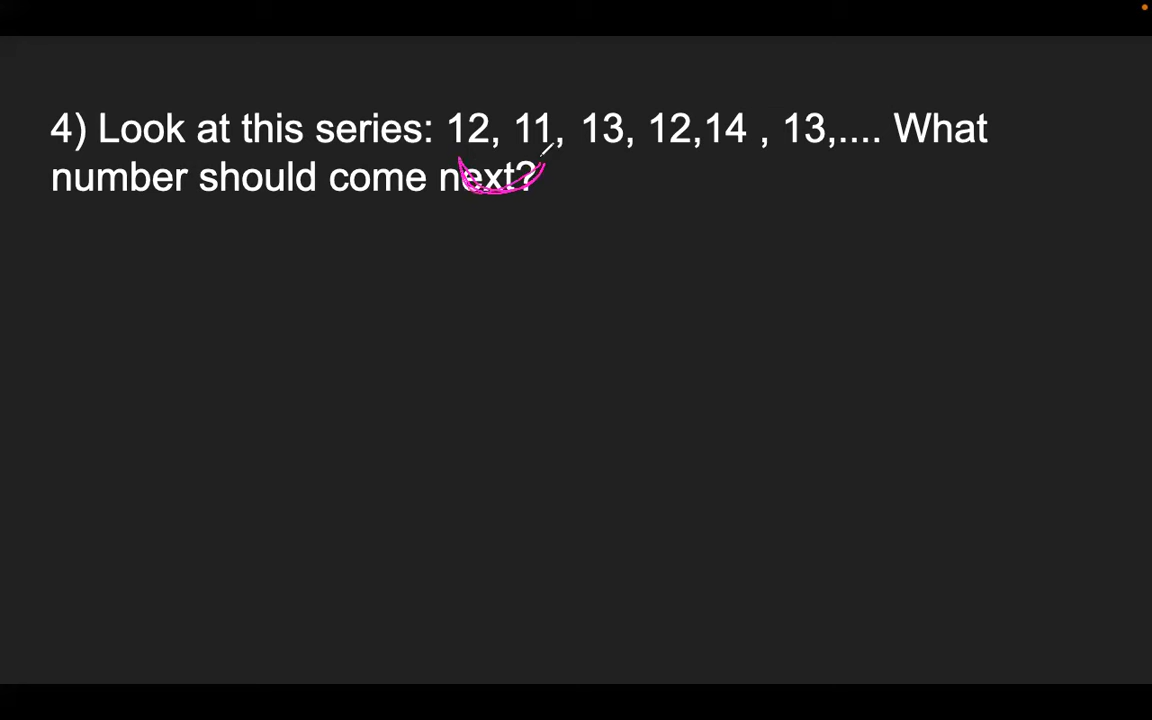 4) Look at this series: 12, 11, 13, 12,14 , 13,.... What
number should come next?